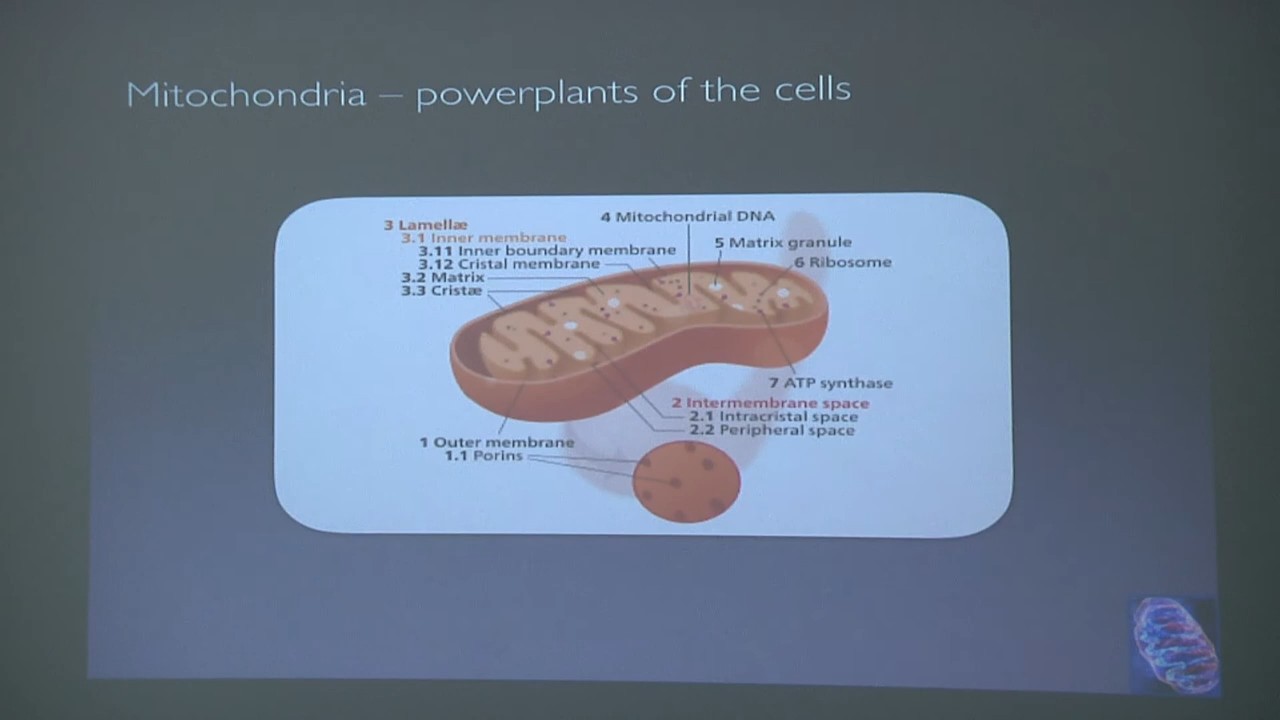 Mitochondria – powerplants of the cells
3 Lamellæ
3.1 Inner membrane
3.11 Inner boundary membrane
3.12 Cristal membrane
3.2 Matrix
3.3 Cristæ
4 Mitochondrial DNA
5 Matrix granule
6 Ribosome
7 ATP synthase
2 Intermembrane space
2.1 Intracristal space
2.2 Peripheral space
1 Outer membrane
1.1 Porins